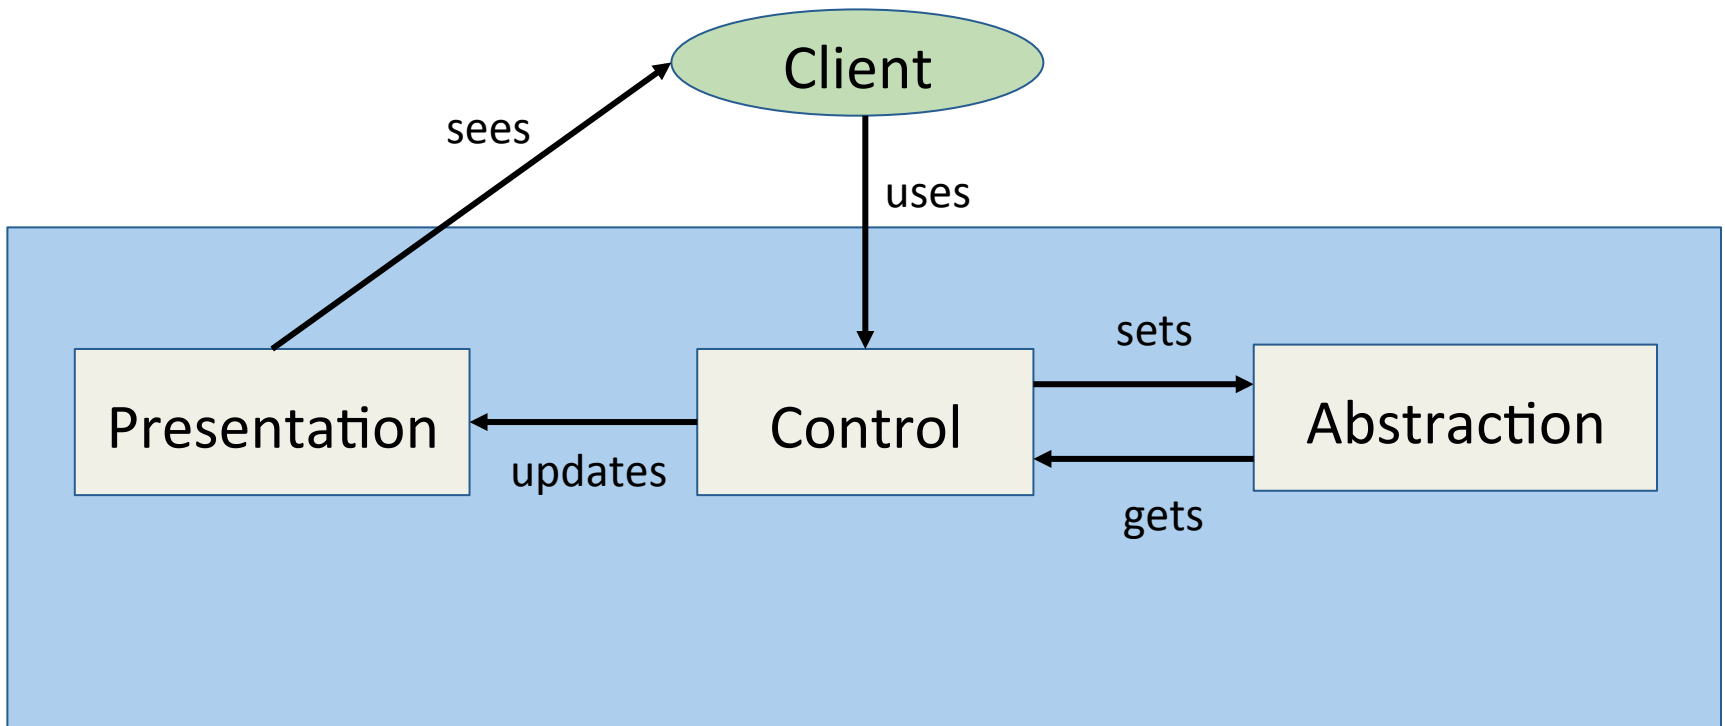 Client
sees
uses
sets
Presentation
Control
Abstraction
updates
gets